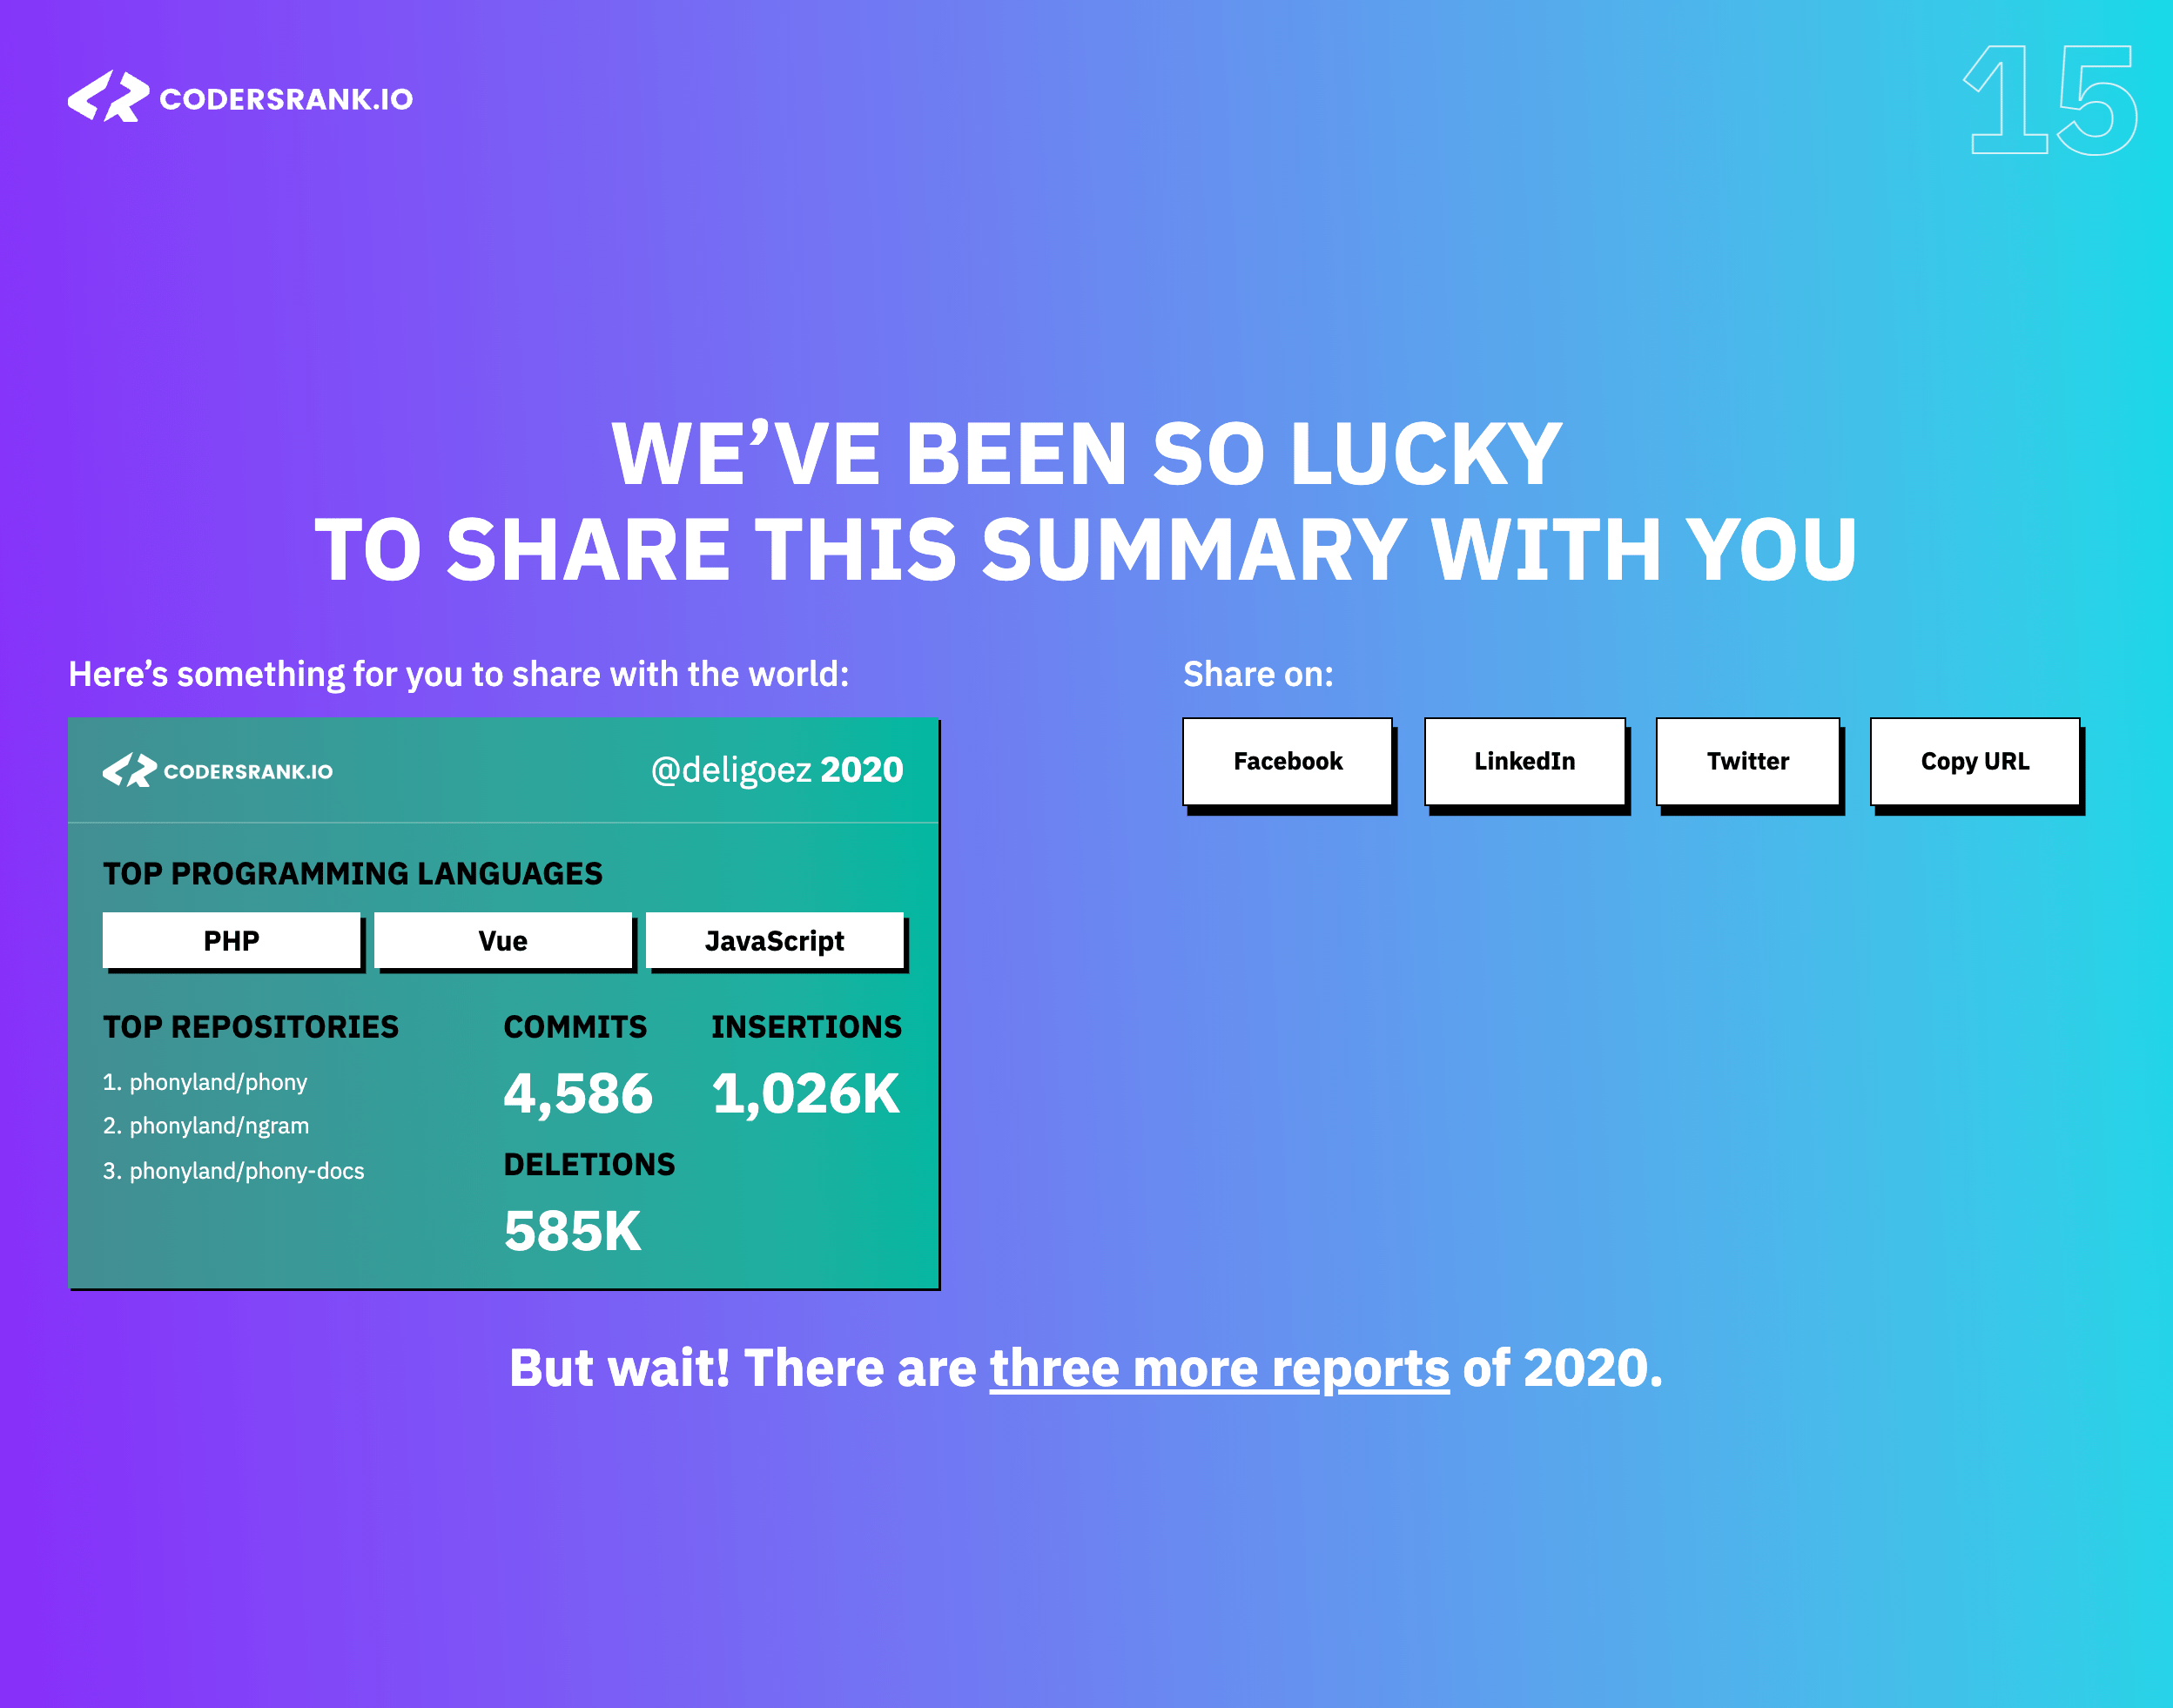 CODERSRANK.IO
15
WE’VE BEEN SO LUCKY
TO SHARE THIS SUMMARY WITH YOU
Here’s something for you to share with the world:
CODERSRANK.IO
@deligoez 2020
TOP PROGRAMMING LANGUAGES
PHP
Vue
JavaScript
TOP REPOSITORIES
1. phonyland/phony
2. phonyland/ngram
3. phonyland/phony-docs
COMMITS
4,586
INSERTIONS
1,026K
DELETIONS
585K
Share on:
Facebook
LinkedIn
Twitter
Copy URL
But wait! There are three more reports of 2020.